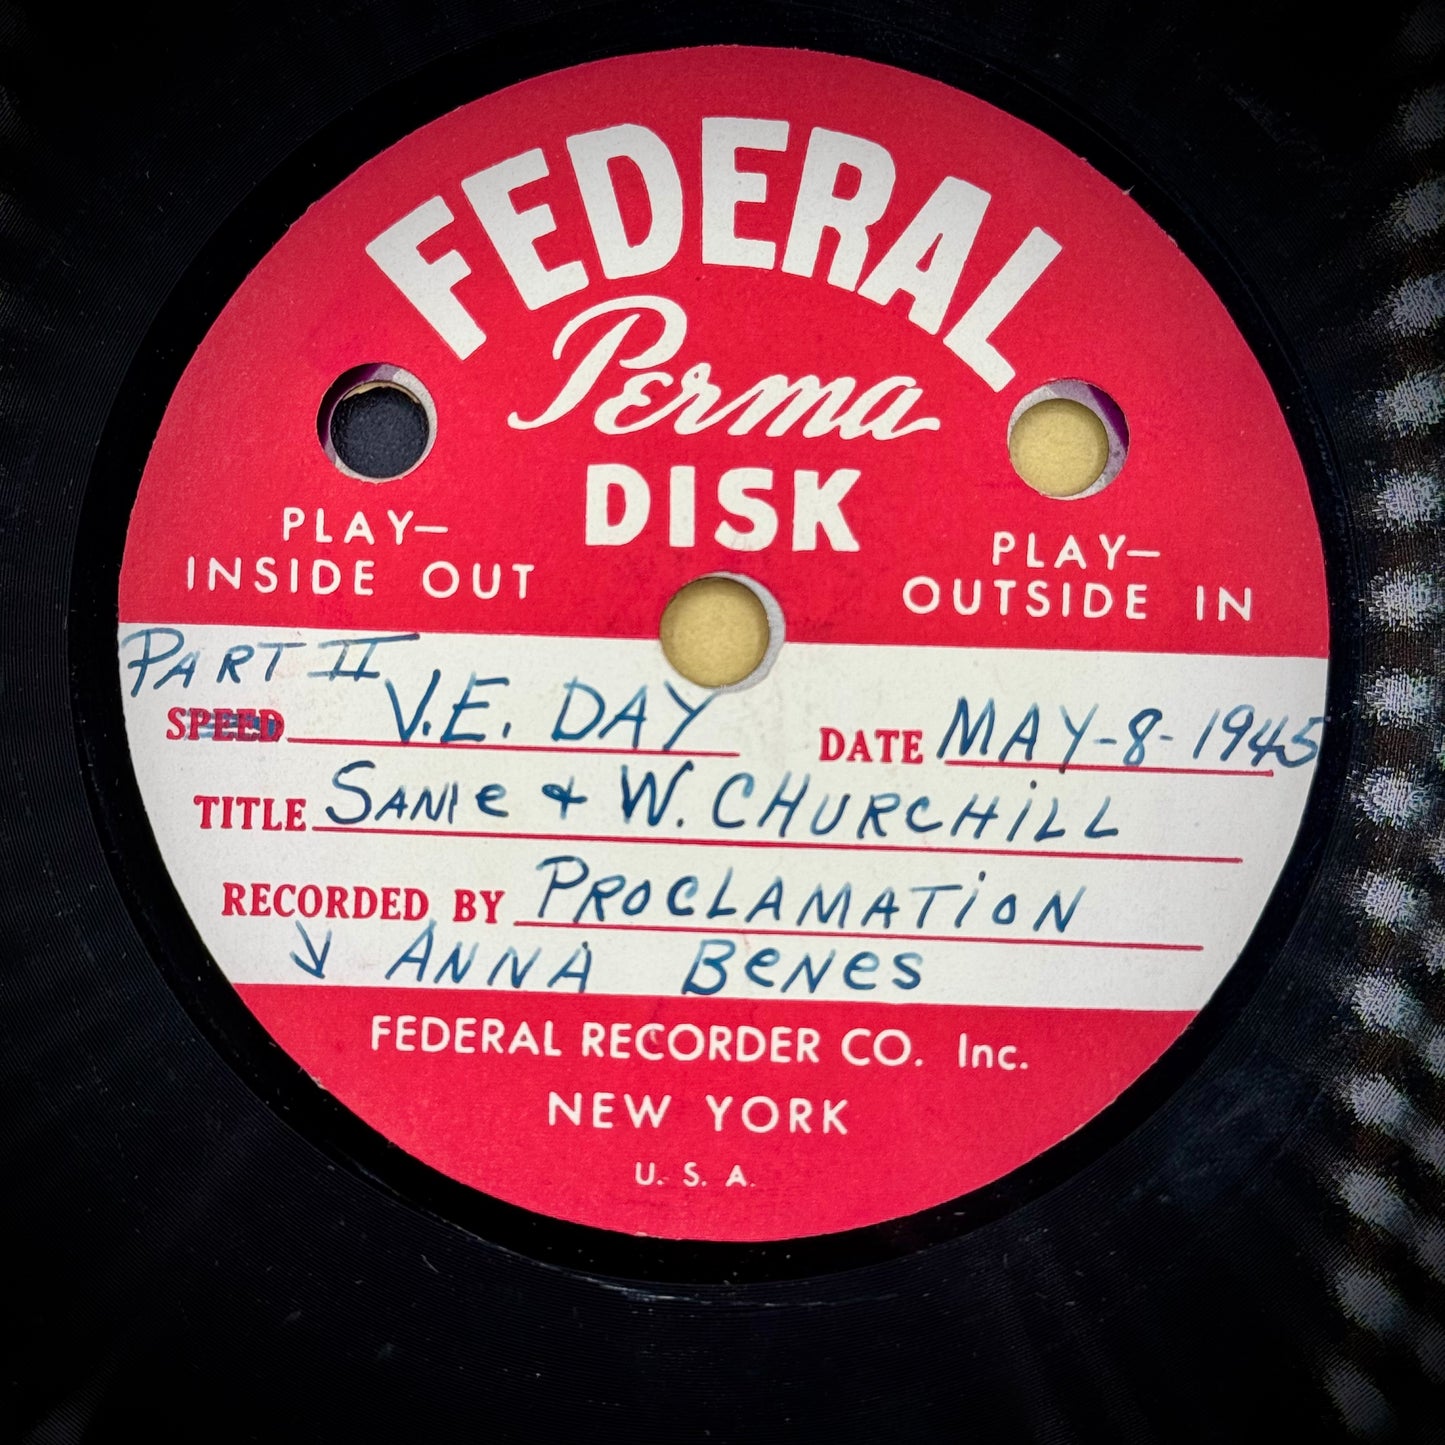 FEDERAL
Perma
DISK
PLAY—
INSIDE OUT
PLAY—
OUTSIDE IN
PART II
SPEED V.E. DAY DATE MAY-8-1945
TITLE SAME + W. CHURCHILL
RECORDED BY PROCLAMATION
↓ ANNA BENES
FEDERAL RECORDER CO. Inc.
NEW YORK
U. S. A.